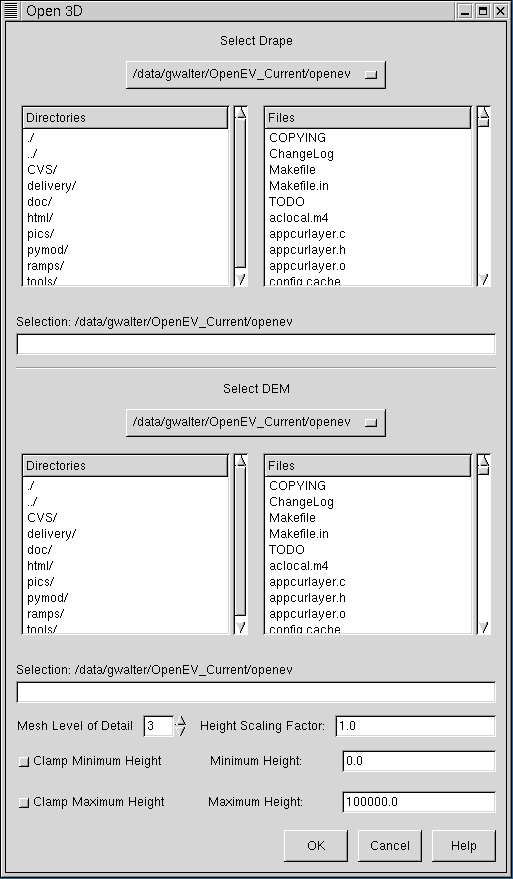 Open 3D
Select Drape
/data/gwalter/OpenEV_Current/openev
Directories
./
../
CVS/
delivery/
doc/
html/
pics/
pymod/
ramps/
tools/
Files
COPYING
ChangeLog
Makefile
Makefile.in
TODO
aclocal.m4
appcurlayer.c
appcurlayer.h
appcurlayer.o
config.cache
Selection: /data/gwalter/OpenEV_Current/openev
Select DEM
/data/gwalter/OpenEV_Current/openev
Directories
./
../
CVS/
delivery/
doc/
html/
pics/
pymod/
ramps/
tools/
Files
COPYING
ChangeLog
Makefile
Makefile.in
TODO
aclocal.m4
appcurlayer.c
appcurlayer.h
appcurlayer.o
config.cache
Selection: /data/gwalter/OpenEV_Current/openev
Mesh Level of Detail 3 Height Scaling Factor: 1.0
Clamp Minimum Height Minimum Height: 0.0
Clamp Maximum Height Maximum Height: 100000.0
OK Cancel Help